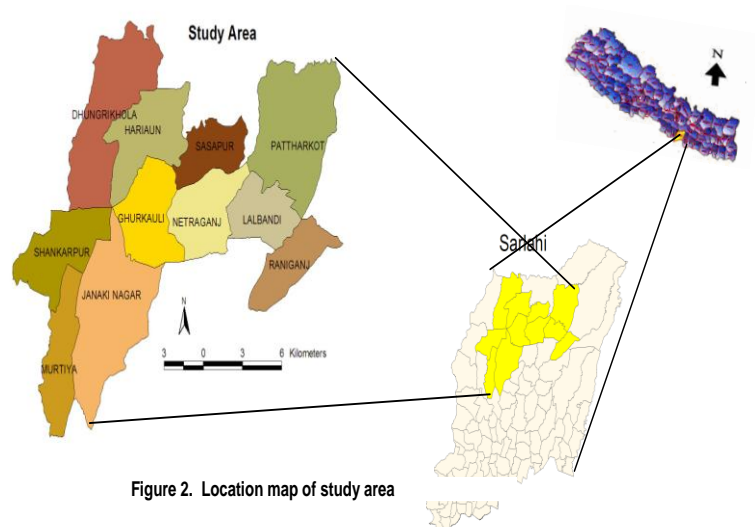 Study Area
N
DHUNGRIKHOLA
HARIAUN
SASAPUR
PATTHARKOT
GHURKAULI
NETRAGANJ
LALBANDI
SHANKARPUR
RANIGANJ
JANAKI NAGAR
MURTIYA
N
3 0 3 6 Kilometers
Sarlahi
Figure 2. Location map of study area